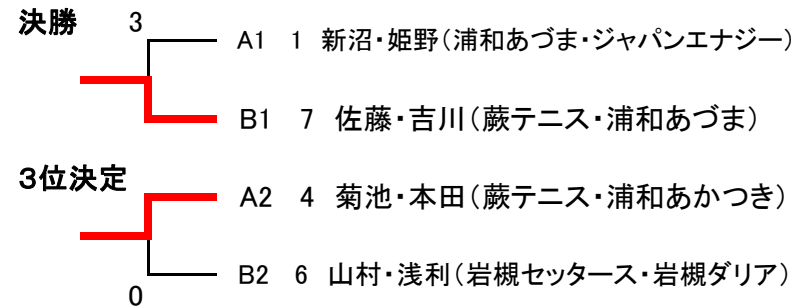 決勝 3
A1 1 新沼・姫野(浦和あづま・ジャパンエナジー)
B1 7 佐藤・吉川(蕨テニス・浦和あづま)
3位決定
A2 4 菊池・本田(蕨テニス・浦和あかつき)
B2 6 山村・浅利(岩槻セッタース・岩槻ダリア)
0